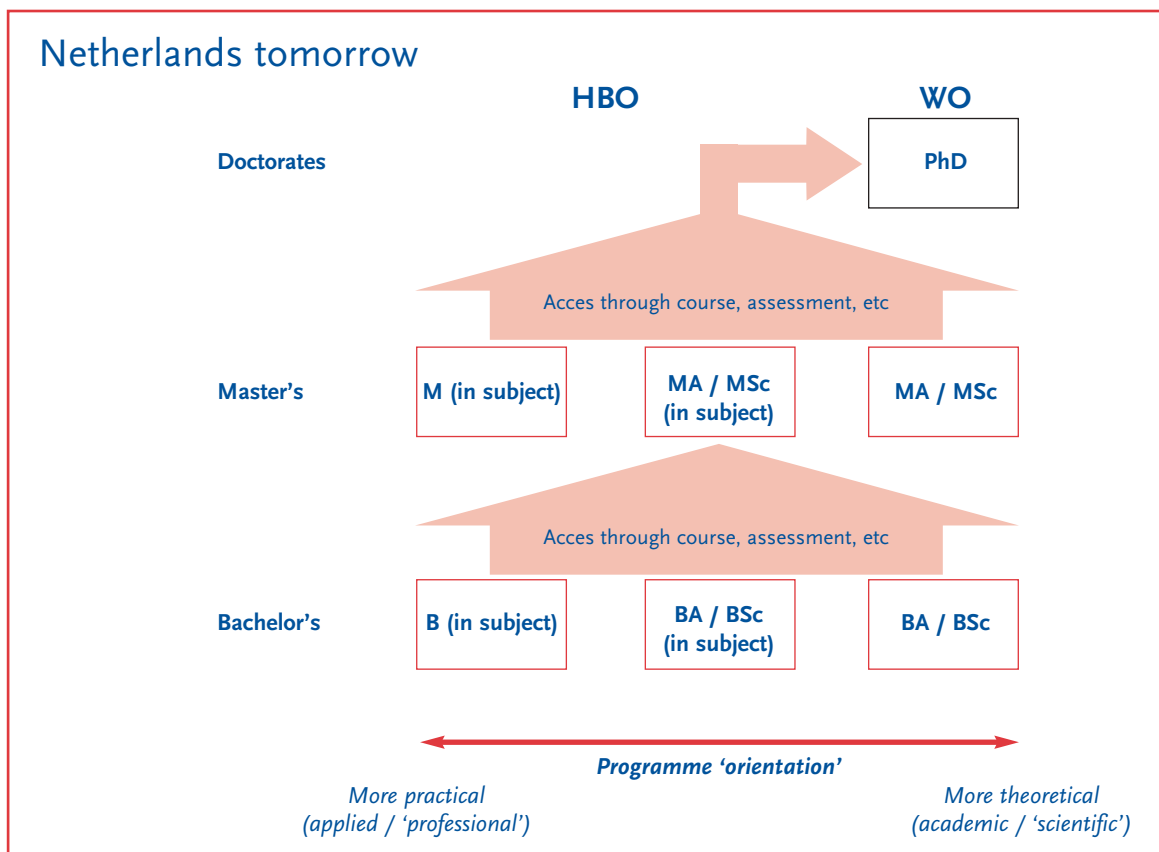 Netherlands tomorrow
HBO
WO
Doctorates
PhD
Acces through course, assessment, etc
Master's
M (in subject)
MA / MSc
(in subject)
MA / MSc
Acces through course, assessment, etc
Bachelor's
B (in subject)
BA / BSc
(in subject)
BA / BSc
Programme ‘orientation’
More practical
(applied / ‘professional’)
More theoretical
(academic / ‘scientific’)